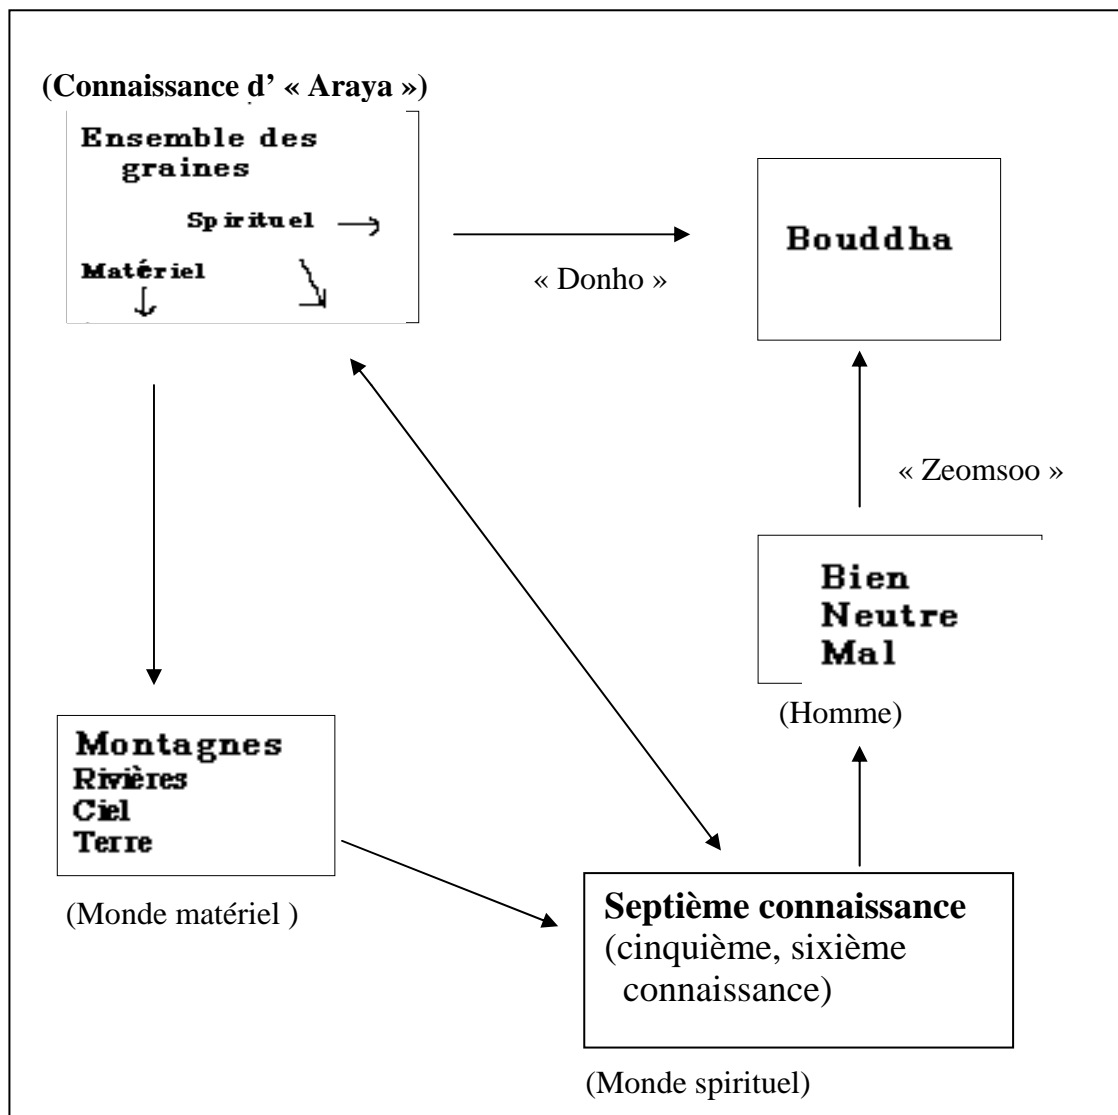 (Connaissance d' « Araya »)
Ensemble des
graines
Spirituel
Matériel
« Donho »
Bouddha
« Zeomsoo »
Bien
Neutre
Mal
(Homme)
Montagnes
Rivières
Ciel
Terre
(Monde matériel )
Septième connaissance
(cinquième, sixième
connaissance)
(Monde spirituel)